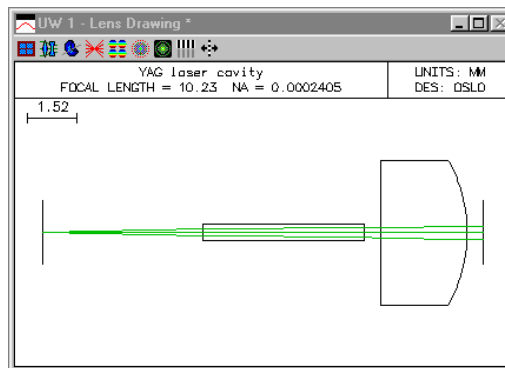 UW 1 - Lens Drawing *
YAG laser cavity
FOCAL LENGTH = 10.23 NA = 0.0002405
UNITS: MM
DES: OSLO
1.52